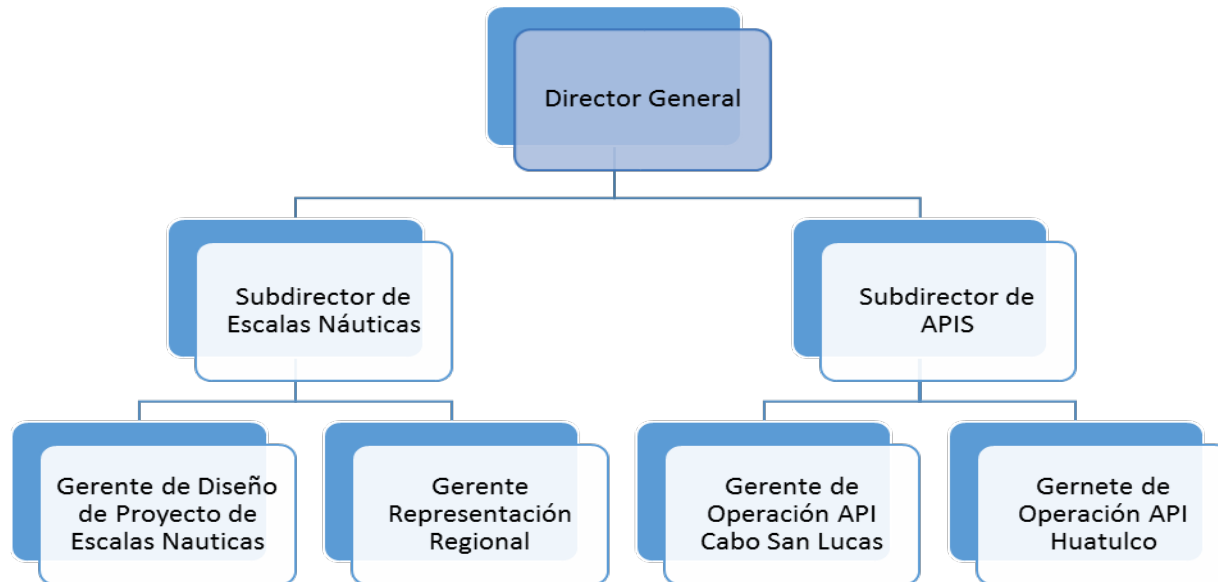 Director General
Subdirector de
Escalas Náuticas
Subdirector de
APIS
Gerente de Diseño
de Proyecto de
Escalas Nauticas
Gerente
Representación
Regional
Gerente de
Operación API
Cabo San Lucas
Gernete de
Operación API
Huatulco